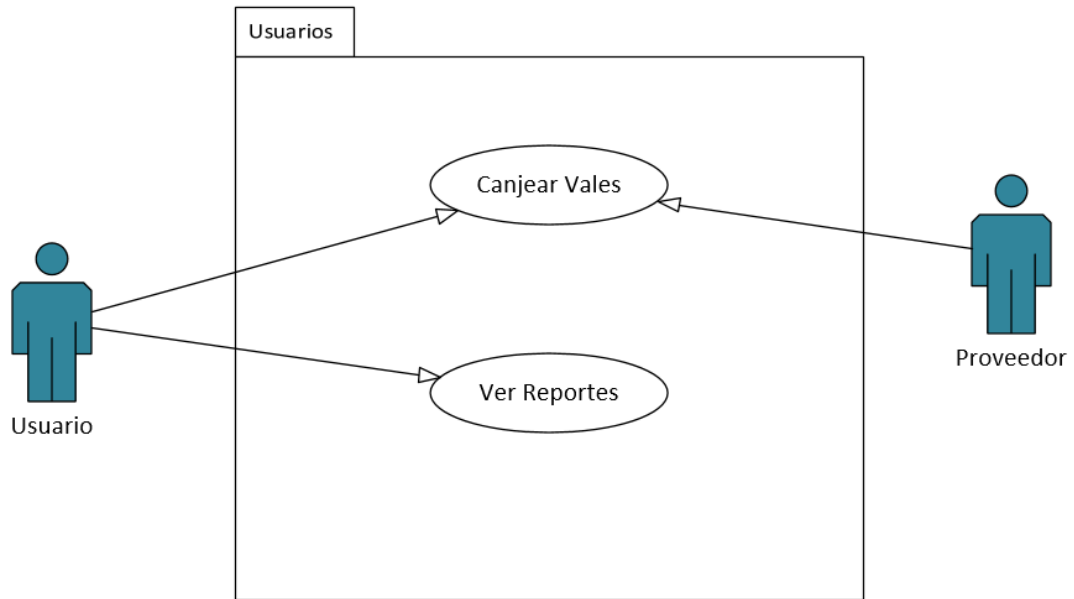 Usuarios
Canjear Vales
Proveedor
Ver Reportes
Usuario